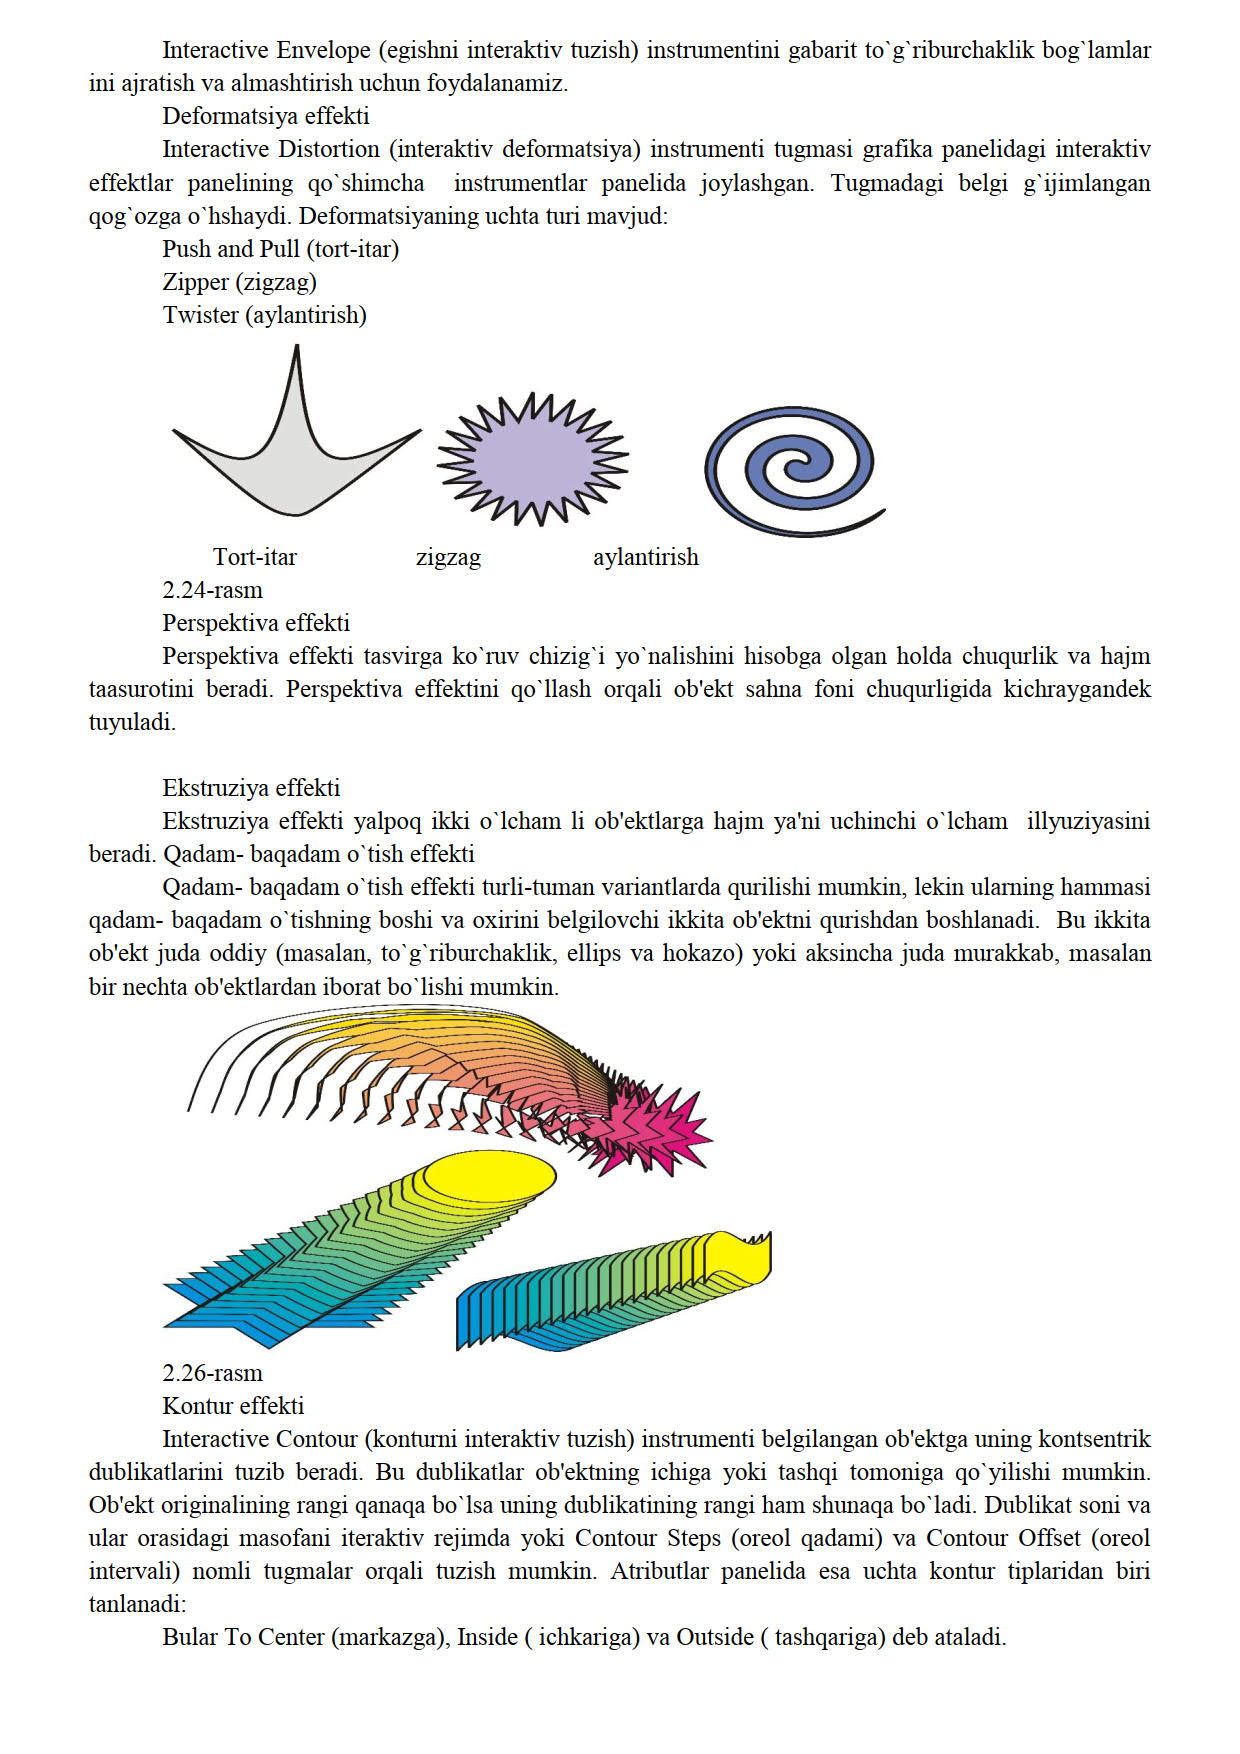 Interactive Envelope (egishni interaktiv tuzish) instrumentini gabarit to`g`riburchaklik bog`lamlar
ini ajratish va almashtirish uchun foydalanamiz.
Deformatsiya effekti
Interactive Distortion (interaktiv deformatsiya) instrumenti tugmasi grafika panelidagi interaktiv
effektlar panelining qo`shimcha instrumentlar panelida joylashgan. Tugmadagi belgi g`ijimlangan
qog`ozga o`hshaydi. Deformatsiyaning uchta turi mavjud:
Push and Pull (tort-itar)
Zipper (zigzag)
Twister (aylantirish)
Tort-itar zigzag aylantirish
2.24-rasm
Perspektiva effekti
Perspektiva effekti tasvirga ko`ruv chizig`i yo`nalishini hisobga olgan holda chuqurlik va hajm
taasurotini beradi. Perspektiva effektini qo`llash orqali ob'ekt sahna foni chuqurligida kichraygandek
tuyuladi.
Ekstruziya effekti
Ekstruziya effekti yalpoq ikki o`lcham li ob'ektlarga hajm ya'ni uchinchi o`lcham illyuziyasini
beradi. Qadam- baqadam o`tish effekti
Qadam- baqadam o`tish effekti turli-tuman variantlarda qurilishi mumkin, lekin ularning hammasi
qadam- baqadam o`tishning boshi va oxirini belgilovchi ikkita ob'ektni qurishdan boshlanadi. Bu ikkita
ob'ekt juda oddiy (masalan, to`g`riburchaklik, ellips va hokazo) yoki aksincha juda murakkab, masalan
bir nechta ob'ektlardan iborat bo`lishi mumkin.
2.26-rasm
Kontur effekti
Interactive Contour (konturni interaktiv tuzish) instrumenti belgilangan ob'ektga uning kontsentrik
dublikatlarini tuzib beradi. Bu dublikatlar ob'ektning ichiga yoki tashqi tomoniga qo`yilishi mumkin.
Ob'ekt originalining rangi qanaqa bo`lsa uning dublikatining rangi ham shunaqa bo`ladi. Dublikat soni va
ular orasidagi masofani iteraktiv rejimda yoki Contour Steps (oreol qadami) va Contour Offset (oreol
intervali) nomli tugmalar orqali tuzish mumkin. Atributlar panelida esa uchta kontur tiplaridan biri
tanlanadi:
Bular To Center (markazga), Inside ( ichkariga) va Outside ( tashqariga) deb ataladi.